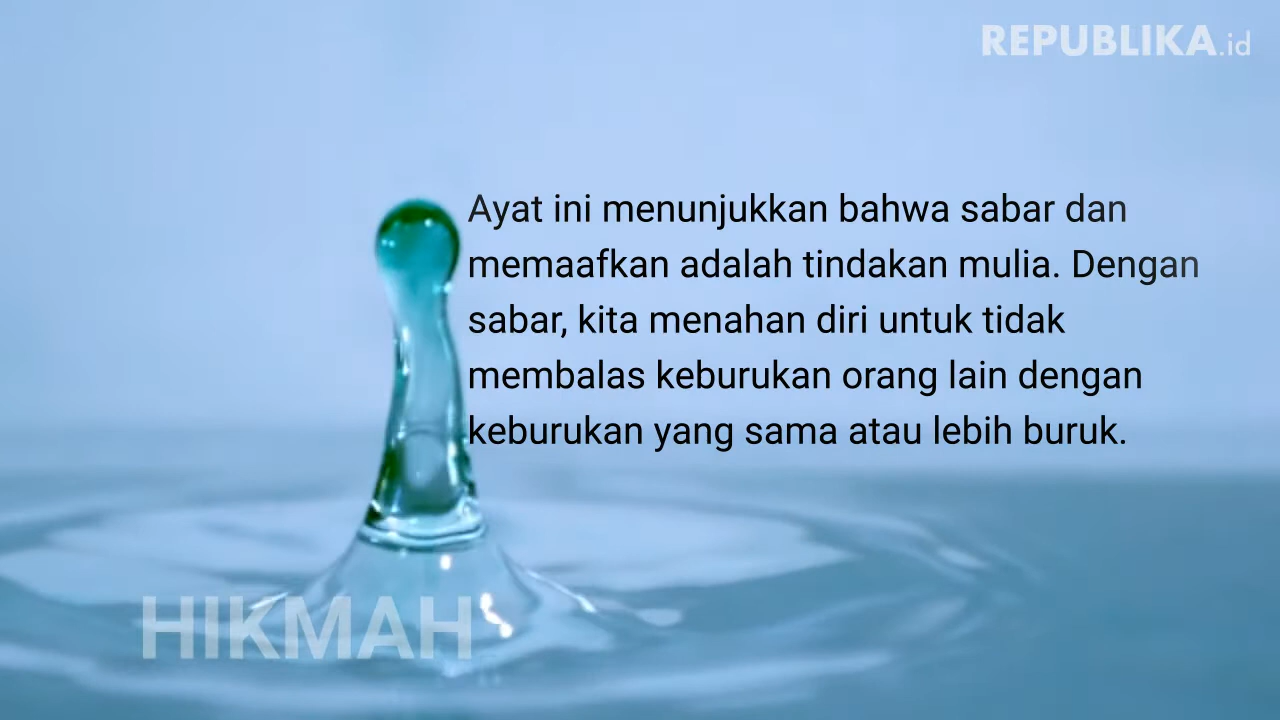 REPUBLIKA.id
Ayat ini menunjukkan bahwa sabar dan
memaafkan adalah tindakan mulia. Dengan
sabar, kita menahan diri untuk tidak
membalas keburukan orang lain dengan
keburukan yang sama atau lebih buruk.
HIKMAH